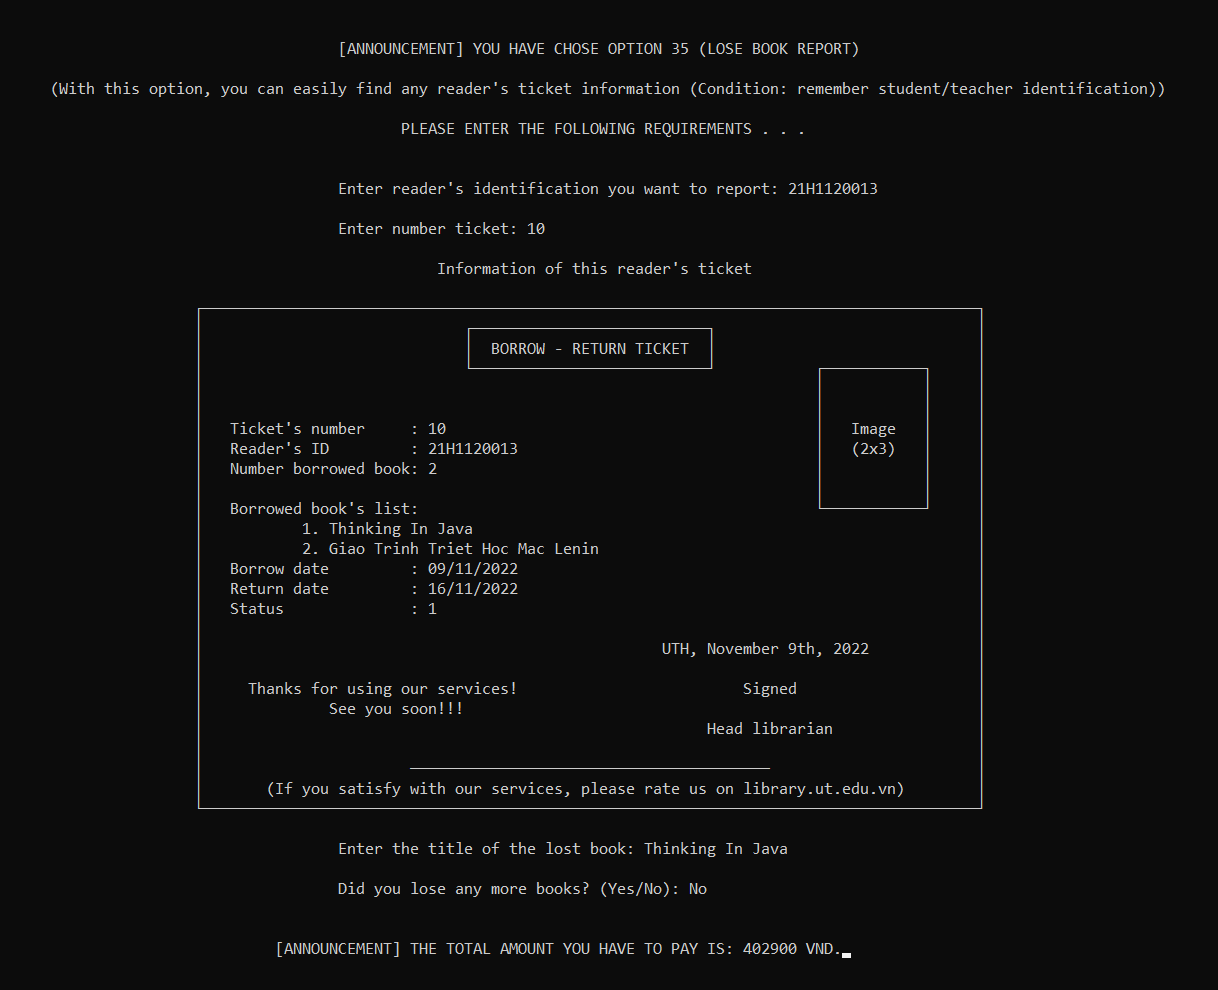 [ANNOUNCEMENT] YOU HAVE CHOSE OPTION 35 (LOSE BOOK REPORT)
(With this option, you can easily find any reader's ticket information (Condition: remember student/teacher identification))
PLEASE ENTER THE FOLLOWING REQUIREMENTS . . .
Enter reader's identification you want to report: 21H1120013
Enter number ticket: 10
Information of this reader's ticket
BORROW - RETURN TICKET
Ticket's number : 10
Image
Reader's ID : 21H1120013
(2x3)
Number borrowed book: 2
Borrowed book's list:
1. Thinking In Java
2. Giao Trinh Triet Hoc Mac Lenin
Borrow date : 09/11/2022
Return date : 16/11/2022
Status : 1
UTH, November 9th, 2022
Thanks for using our services!
Signed
See you soon!!!
Head librarian
(If you satisfy with our services, please rate us on library.ut.edu.vn)
Enter the title of the lost book: Thinking In Java
Did you lose any more books? (Yes/No): No
[ANNOUNCEMENT] THE TOTAL AMOUNT YOU HAVE TO PAY IS: 402900 VND.